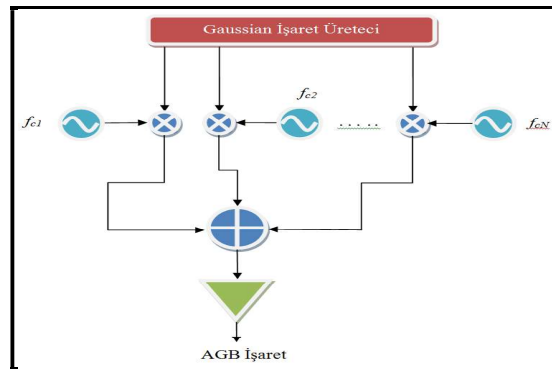 Gaussian İşaret Üreteci
fc1
fc2
. . . . .
fcN
AGB İşaret